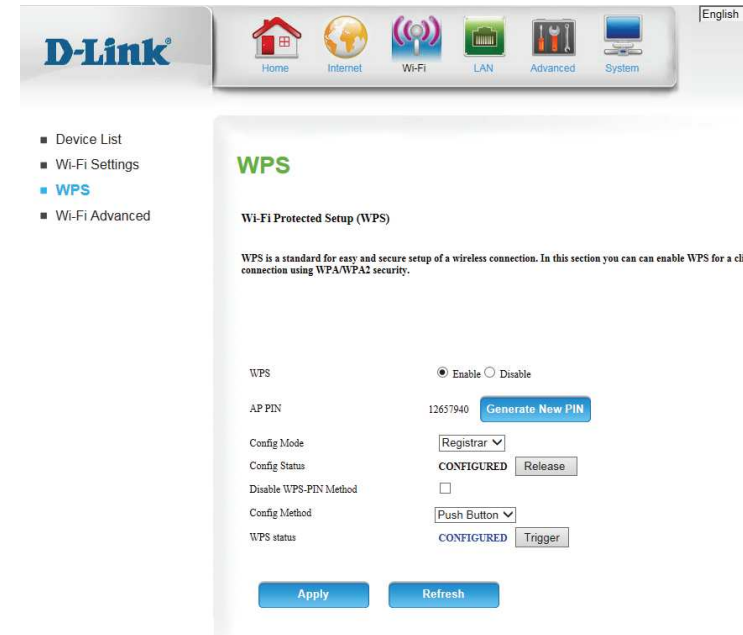 English
D-Link®
Home Internet Wi-Fi LAN Advanced System
Device List
Wi-Fi Settings
WPS
Wi-Fi Advanced
WPS
Wi-Fi Protected Setup (WPS)
WPS is a standard for easy and secure setup of a wireless connection. In this section you can can enable WPS for a cli
connection using WPA/WPA2 security.
WPS Enable Disable
AP PIN 12657940 Generate New PIN
Config Mode Registrar
Config Status CONFIGURED Release
Disable WPS-PIN Method
Config Method Push Button
WPS status CONFIGURED Trigger
Apply Refresh